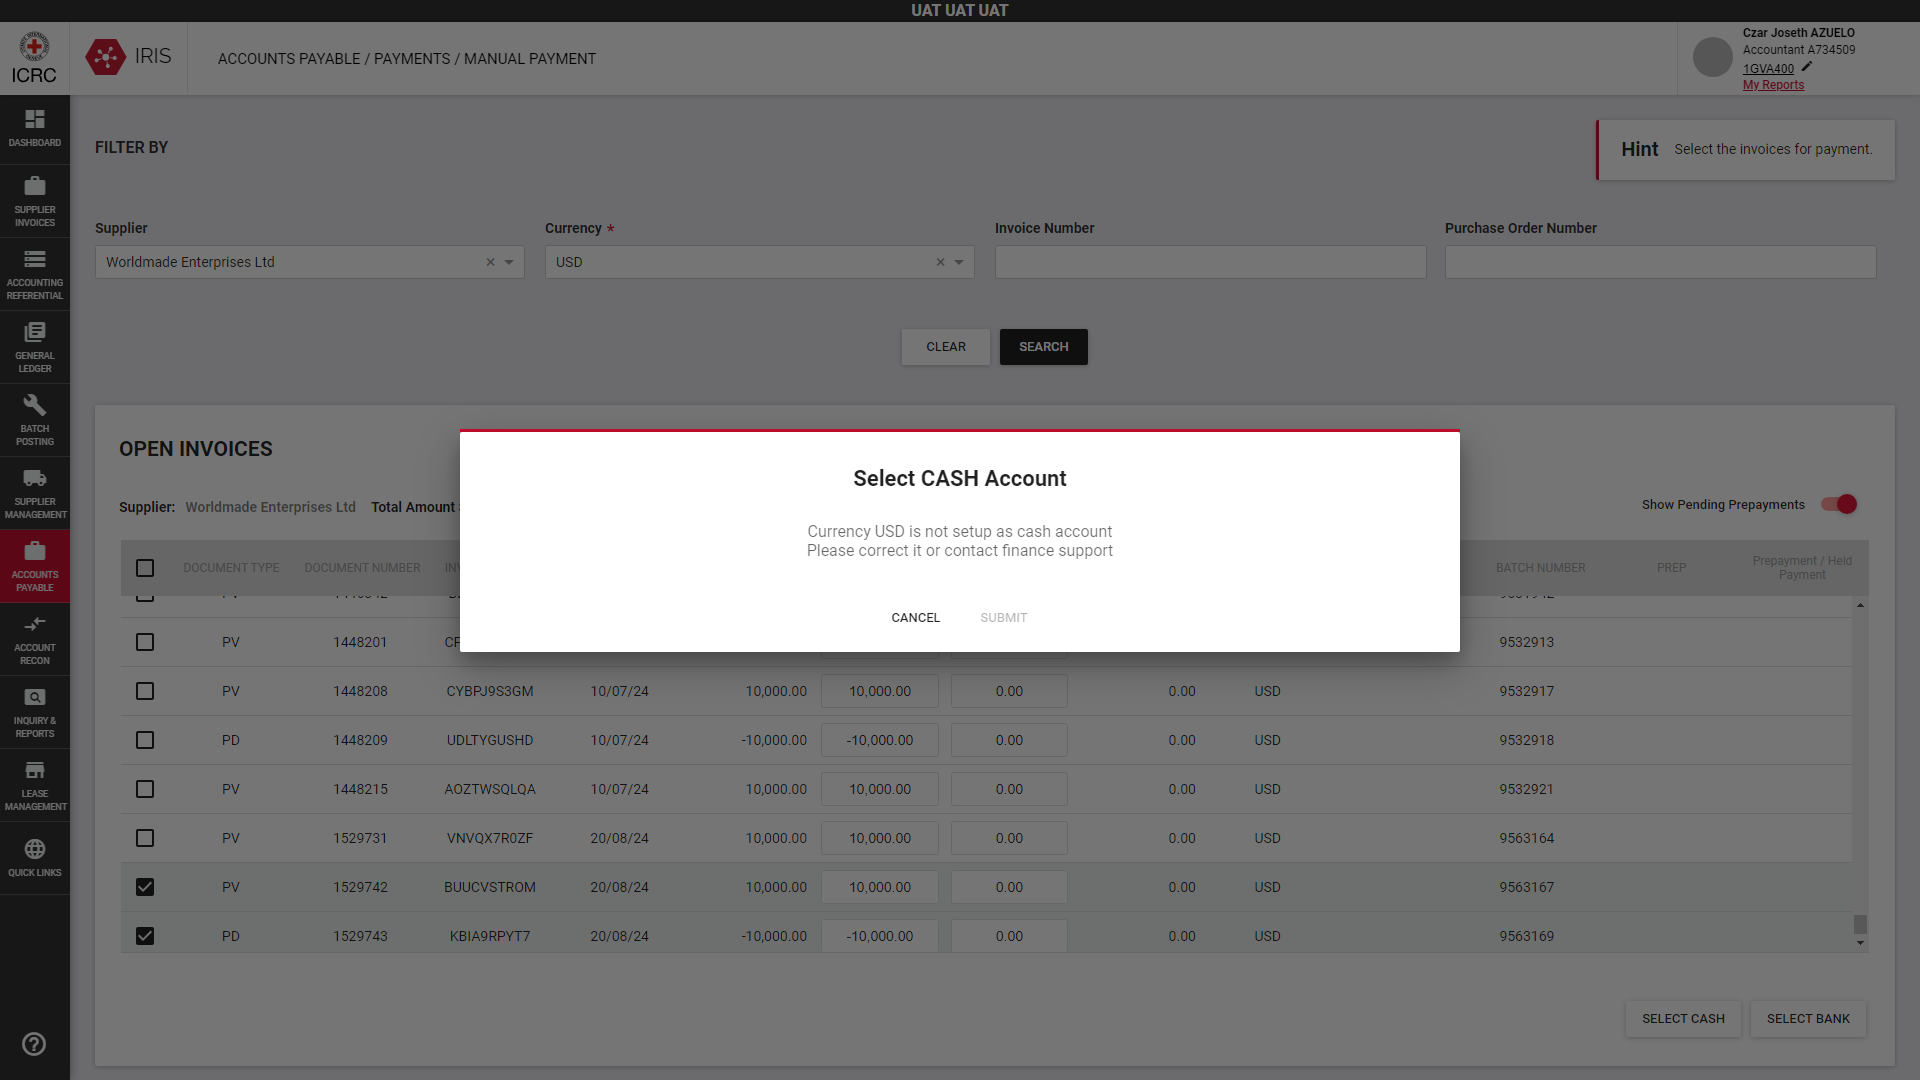 UAT UAT UAT
ICRC
IRIS
ACCOUNTS PAYABLE / PAYMENTS / MANUAL PAYMENT
Czar Joseth AZUELO
Accountant A734509
1GVA400
My Reports
DASHBOARD
SUPPLIER
INVOICES
ACCOUNTING
REFERENTIAL
GENERAL
LEDGER
BATCH
POSTING
SUPPLIER
MANAGEMENT
ACCOUNTS
PAYABLE
ACCOUNT
RECON
INQUIRY &
REPORTS
LEASE
MANAGEMENT
QUICK LINKS
FILTER BY
Hint Select the invoices for payment.
Supplier Currency * Invoice Number Purchase Order Number
Worldmade Enterprises Ltd USD
CLEAR SEARCH
OPEN INVOICES
Supplier: Worldmade Enterprises Ltd Total Amount
Show Pending Prepayments
Select CASH Account
Currency USD is not setup as cash account
Please correct it or contact finance support
CANCEL SUBMIT
DOCUMENT TYPE DOCUMENT NUMBER BATCH NUMBER PREP Prepayment / Held
Payment
PV 1448201 9532913
PV 1448208 CYBPJ9S3GM 10/07/24 10,000.00 10,000.00 0.00 0.00 USD 9532917
PD 1448209 UDLTYGUSHD 10/07/24 -10,000.00 -10,000.00 0.00 0.00 USD 9532918
PV 1448215 AOZTWSQLQA 10/07/24 10,000.00 10,000.00 0.00 0.00 USD 9532921
PV 1529731 VNVQX7R0ZF 20/08/24 10,000.00 10,000.00 0.00 0.00 USD 9563164
PV 1529742 BUUCVSTROM 20/08/24 10,000.00 10,000.00 0.00 0.00 USD 9563167
PD 1529743 KBIA9RPYT7 20/08/24 -10,000.00 -10,000.00 0.00 0.00 USD 9563169
SELECT CASH SELECT BANK